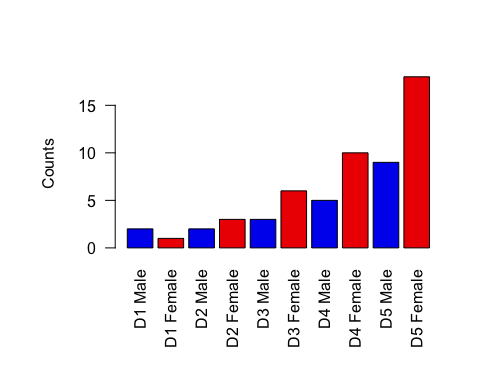 Counts
15
10
5
0
D1 Male
D1 Female
D2 Male
D2 Female
D3 Male
D3 Female
D4 Male
D4 Female
D5 Male
D5 Female